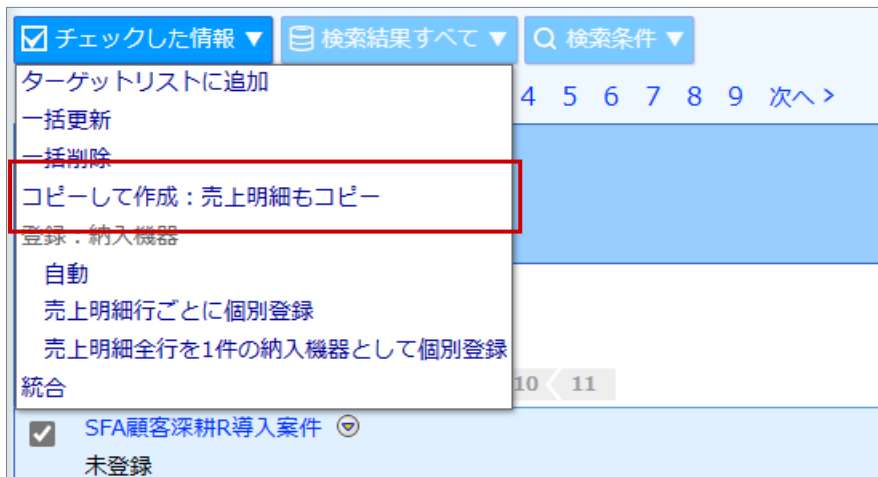 チェックした情報 ▼ 検索結果すべて ▼ 検索条件 ▼
4 5 6 7 8 9 次へ >
ターゲットリストに追加
一括更新
一括削除
コピーして作成：売上明細もコピー
登録：納入機器
自動
売上明細行ごとに個別登録
売上明細全行を1件の納入機器として個別登録
統合
10 11
SFA顧客深耕R導入案件
未登録